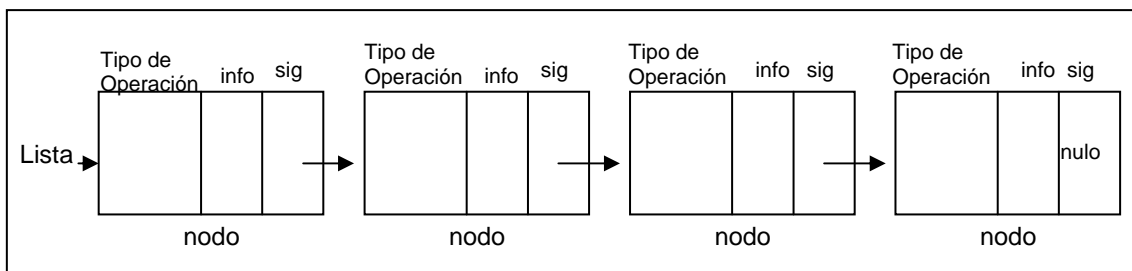 Tipo de
Operación info sig
Tipo de
Operación info sig
Tipo de
Operación info sig
Tipo de
Operación info sig
Lista
nulo
nodo
nodo
nodo
nodo